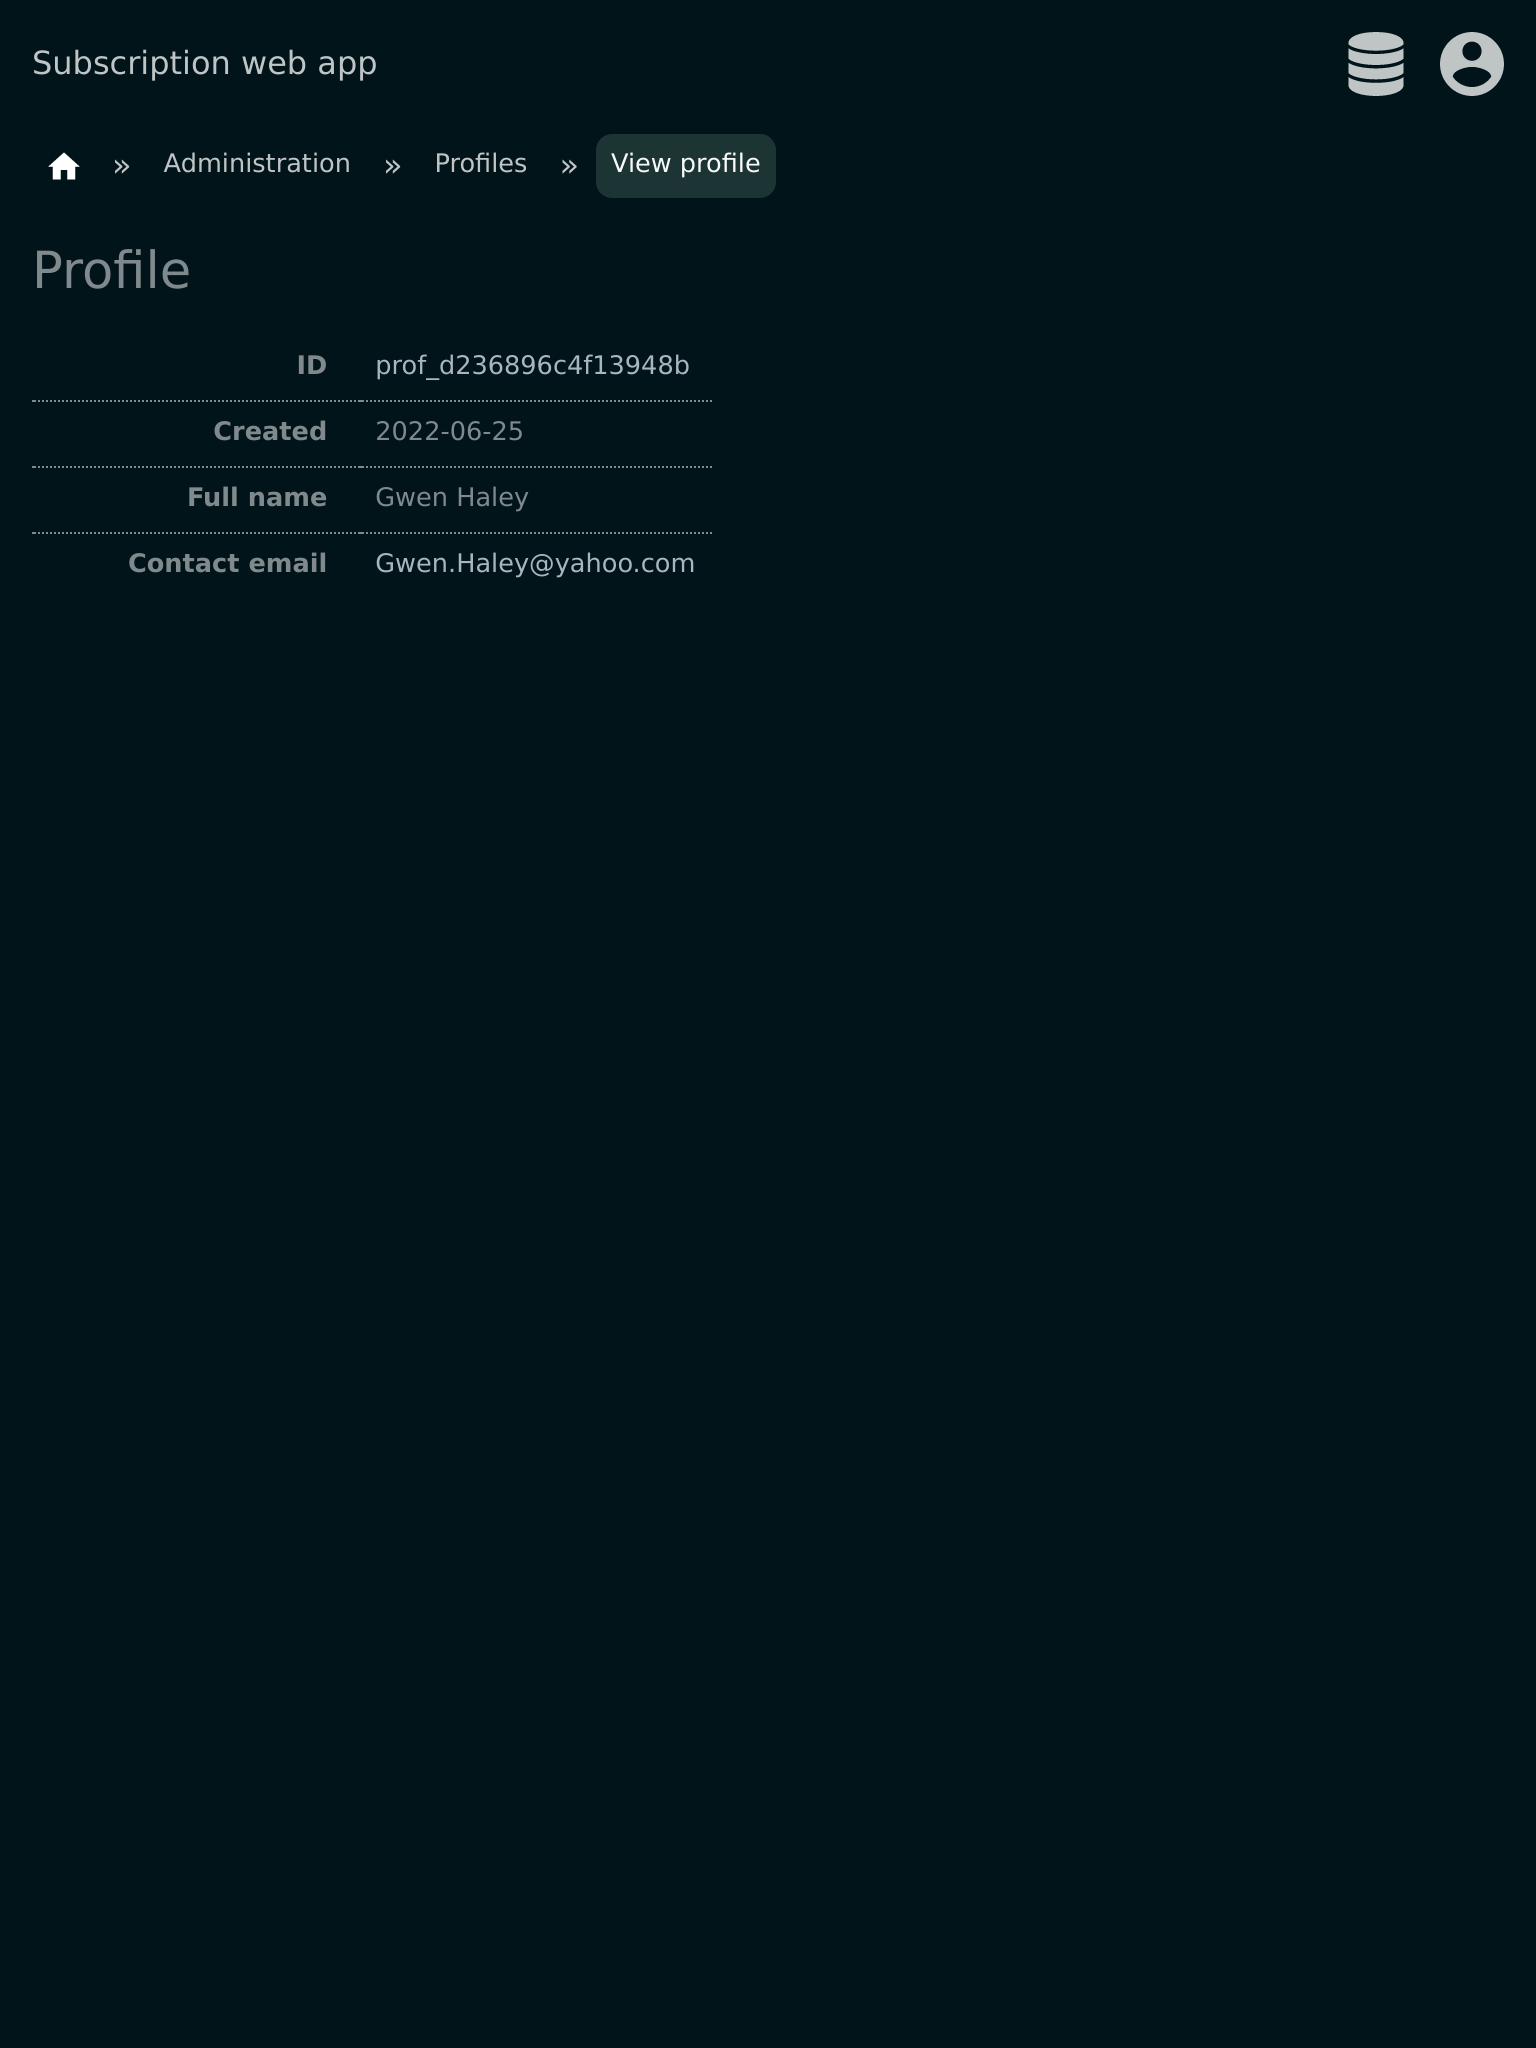 Subscription web app
» Administration » Profiles » View profile
Profile
ID prof_d236896c4f13948b
Created 2022-06-25
Full name Gwen Haley
Contact email Gwen.Haley@yahoo.com